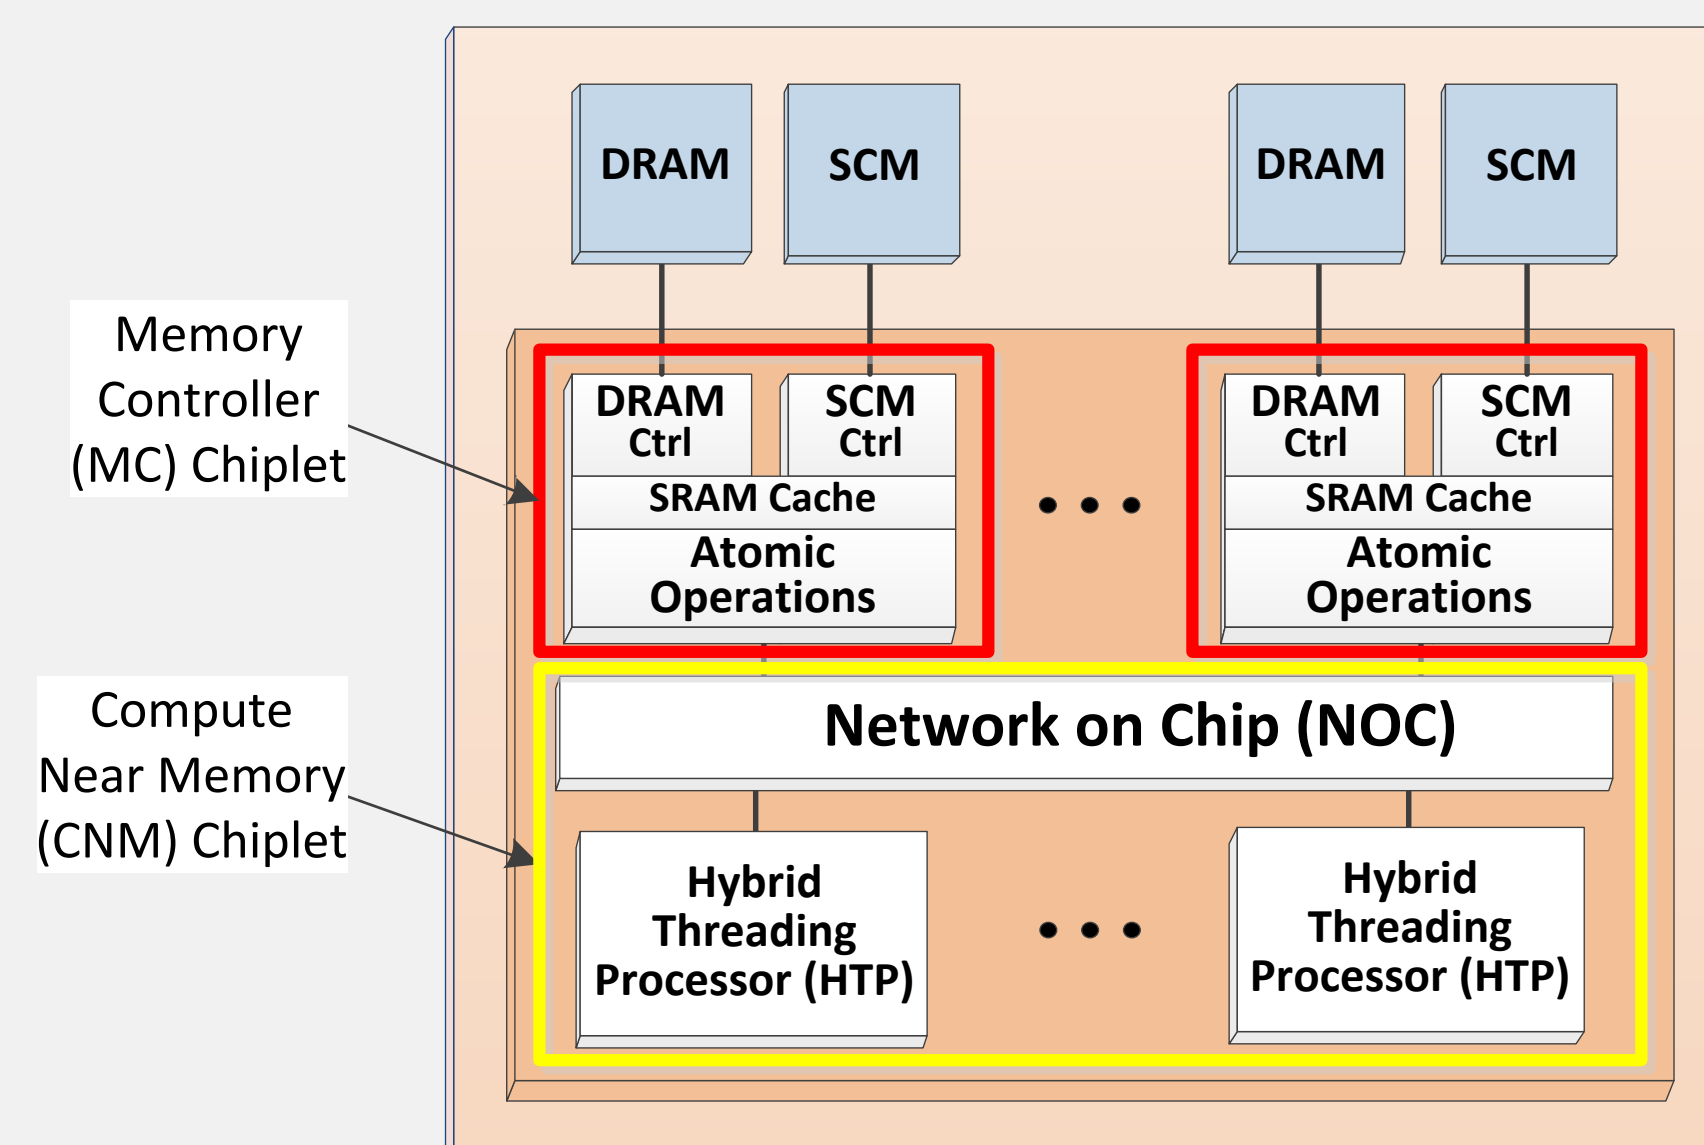 DRAM
SCM
DRAM
SCM
Memory
Controller
(MC) Chiplet
DRAM
Ctrl
SCM
Ctrl
SRAM Cache
Atomic
Operations
DRAM
Ctrl
SCM
Ctrl
SRAM Cache
Atomic
Operations
Compute
Near Memory
(CNM) Chiplet
Network on Chip (NOC)
Hybrid
Threading
Processor (HTP)
Hybrid
Threading
Processor (HTP)